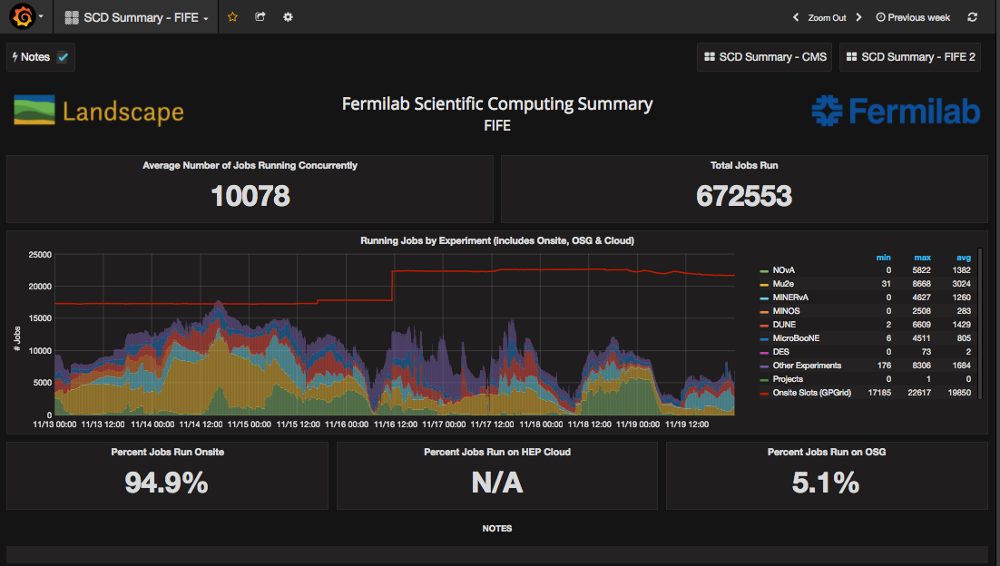 SCD Summary - FIFE
Zoom Out
Previous week
Notes
SCD Summary - CMS
SCD Summary - FIFE 2
Landscape
Fermilab Scientific Computing Summary
FIFE
Fermilab
Average Number of Jobs Running Concurrently
10078
Total Jobs Run
672553
Running Jobs by Experiment (includes Onsite, OSG & Cloud)
# Jobs
25000
20000
15000
10000
5000
0
11/13 00:00 11/13 12:00 11/14 00:00 11/14 12:00 11/15 00:00 11/15 12:00 11/16 00:00 11/16 12:00 11/17 00:00 11/17 12:00 11/18 00:00 11/18 12:00 11/19 00:00 11/19 12:00
min max avg
NOvA 0 5822 1382
Mu2e 31 8668 3024
MINERvA 0 4627 1260
MINOS 0 2508 283
DUNE 2 6609 1429
MicroBooNE 6 4511 805
DES 0 73 2
Other Experiments 176 8306 1684
Projects 0 1 0
Onsite Slots (GPGrid) 17185 22617 19850
Percent Jobs Run Onsite
94.9%
Percent Jobs Run on HEP Cloud
N/A
Percent Jobs Run on OSG
5.1%
NOTES